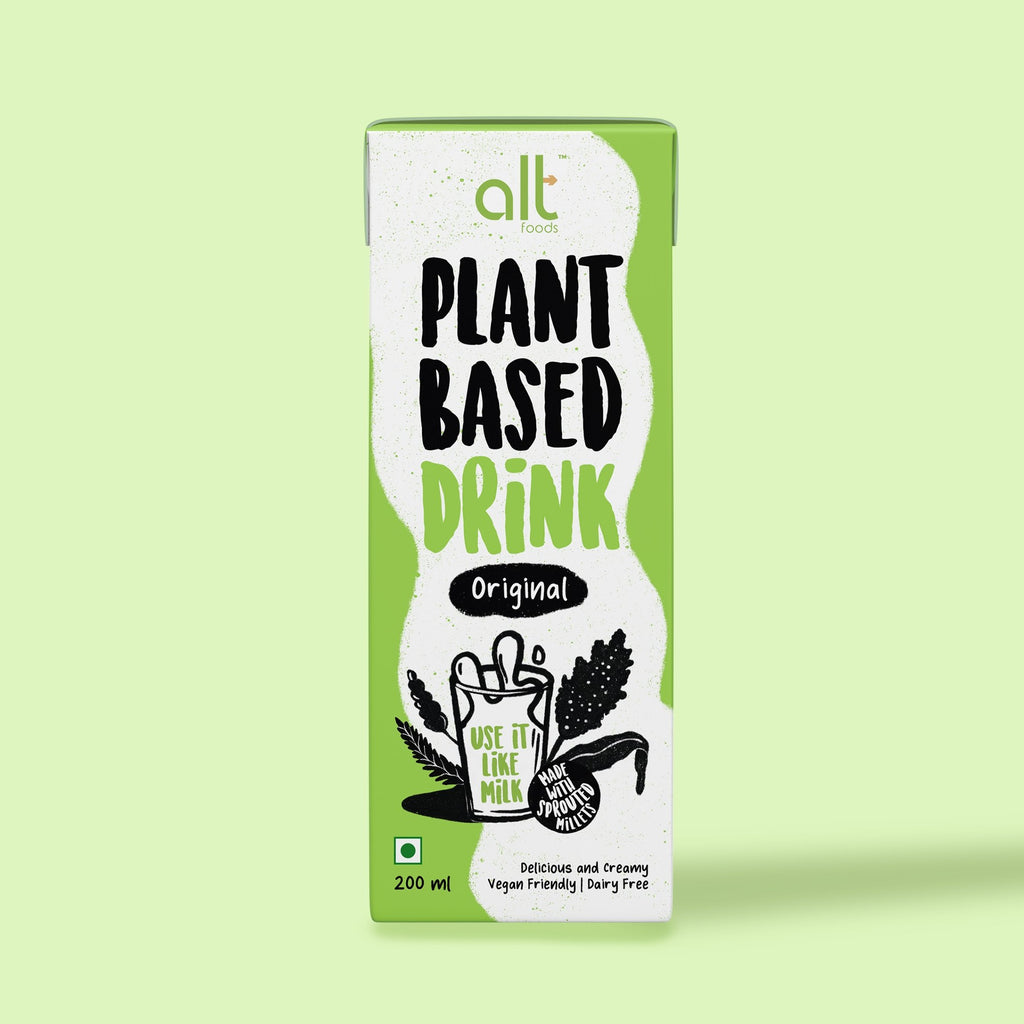 alt™
foods
PLANT
BASED
DRiNK
Original
USE iT
LiKE
MiLK
MADE
WiTH
SPROUTED
MiLLETS
200 ml
Delicious and Creamy
Vegan Friendly | Dairy Free